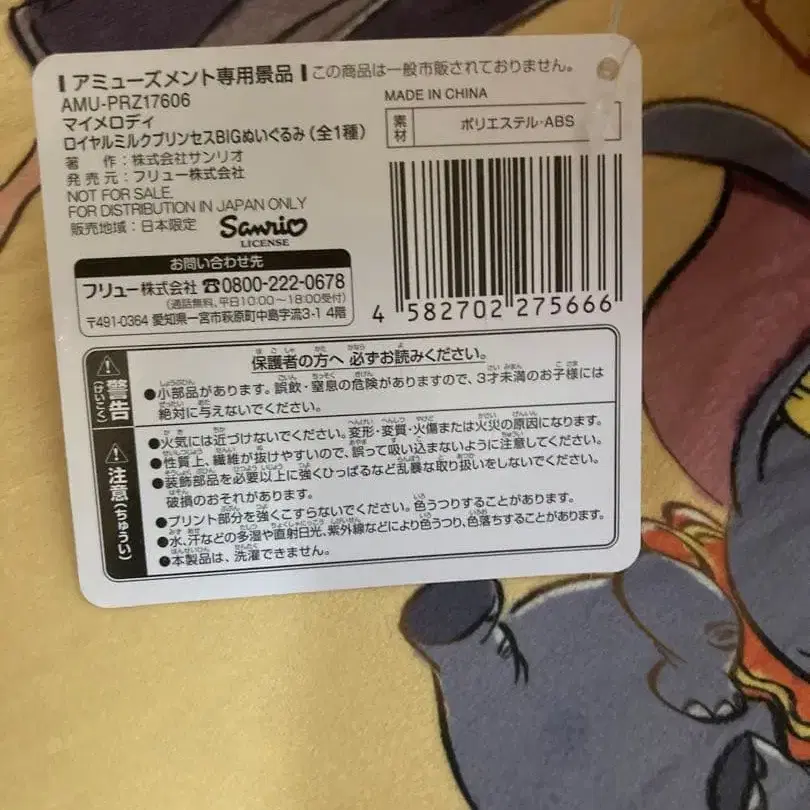 アミューズメント専用景品 この商品は一般市販されておりません。
AMU-PRZ17606
マイメロディ
ロイヤルミルクプリンセスBIGぬいぐるみ(全1種)
著 作:株式会社サンリオ
発 売 元:フリュー株式会社
NOT FOR SALE.
FOR DISTRIBUTION IN JAPAN ONLY
販売地域:日本限定
Sanrio
LICENSE
お問い合わせ先
フリュー株式会社 ☎0800-222-0678
(通話無料、平日10:00~18:00受付)
〒491-0364 愛知県一宮市萩原町中島字流3-1 4階
MADE IN CHINA
素材 ポリエステル・ABS
4 582702 275666
警告(けいこく)
保護者の方へ 必ずお読みください。
●小部品があります。誤飲・窒息の危険がありますので、3才未満のお子様には
絶対に与えないでください。
注意(ちゅうい)
●火気には近づけないでください。変形・変質・火傷または火災の原因になります。
●性質上、繊維が抜けやすいので、誤って吸い込まないように注意してください。
●装飾部品を必要以上に強くひっぱるなど乱暴な取り扱いをしないでください。
破損のおそれがあります。
●プリント部分を強くこすらないでください。色うつりすることがあります。
●水、汗などの多湿や直射日光、紫外線などにより色うつり、色落ちすることがあります。
●本製品は、洗濯できません。